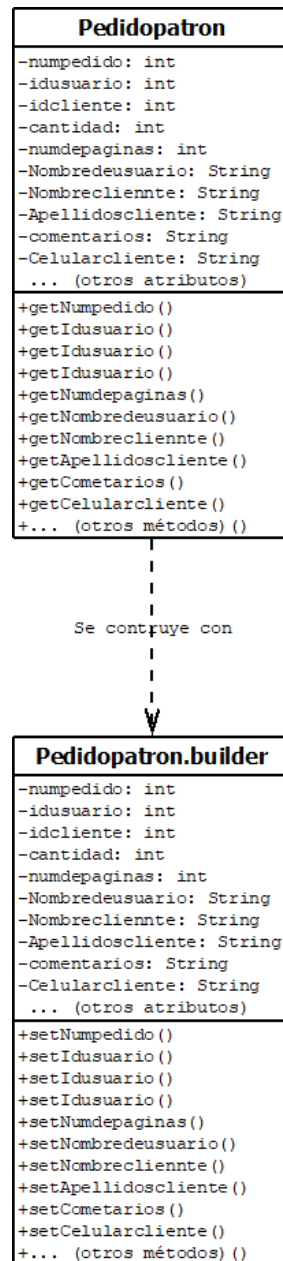 Pedidopatron
-numpedido: int
-idusuario: int
-idcliente: int
-cantidad: int
-numdepaginas: int
-Nombredeusuario: String
-Nombrecliennte: String
-Apellidoscliente: String
-comentarios: String
-Celularcliente: String
... (otros atributos)
+getNumpedido()
+getIdusuario()
+getIdusuario()
+getIdusuario()
+getNumdepaginas()
+getNombredeusuario()
+getNombrecliennte()
+getApellidoscliente()
+getCometarios()
+getCelularcliente()
+... (otros métodos)()
Se contruye con
Pedidopatron.builder
-numpedido: int
-idusuario: int
-idcliente: int
-cantidad: int
-numdepaginas: int
-Nombredeusuario: String
-Nombrecliennte: String
-Apellidoscliente: String
-comentarios: String
-Celularcliente: String
... (otros atributos)
+setNumpedido()
+setIdusuario()
+setIdusuario()
+setIdusuario()
+setNumdepaginas()
+setNombredeusuario()
+setNombrecliennte()
+setApellidoscliente()
+setCometarios()
+setCelularcliente()
+... (otros métodos)()